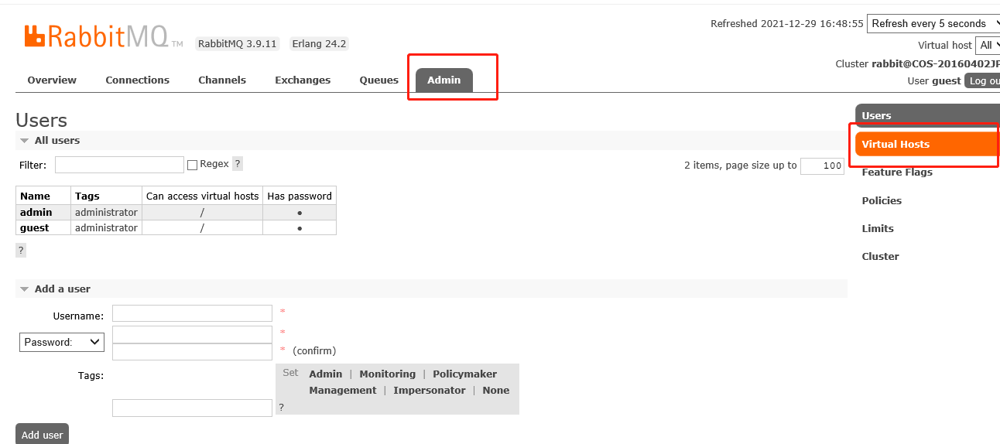 Refreshed 2021-12-29 16:48:55 Refresh every 5 seconds
RabbitMQ TM RabbitMQ 3.9.11 Erlang 24.2
Virtual host All
Cluster rabbit@COS-20160402JP
User guest Log ou
Overview Connections Channels Exchanges Queues Admin
Users
All users
Filter: Regex ? 2 items, page size up to 100
Name Tags Can access virtual hosts Has password
admin administrator / ●
guest administrator / ●
?
Add a user
Username: *
Password: *
* (confirm)
Tags:
Set Admin | Monitoring | Policymaker
Management | Impersonator | None
?
Add user
Users
Virtual Hosts
Feature Flags
Policies
Limits
Cluster